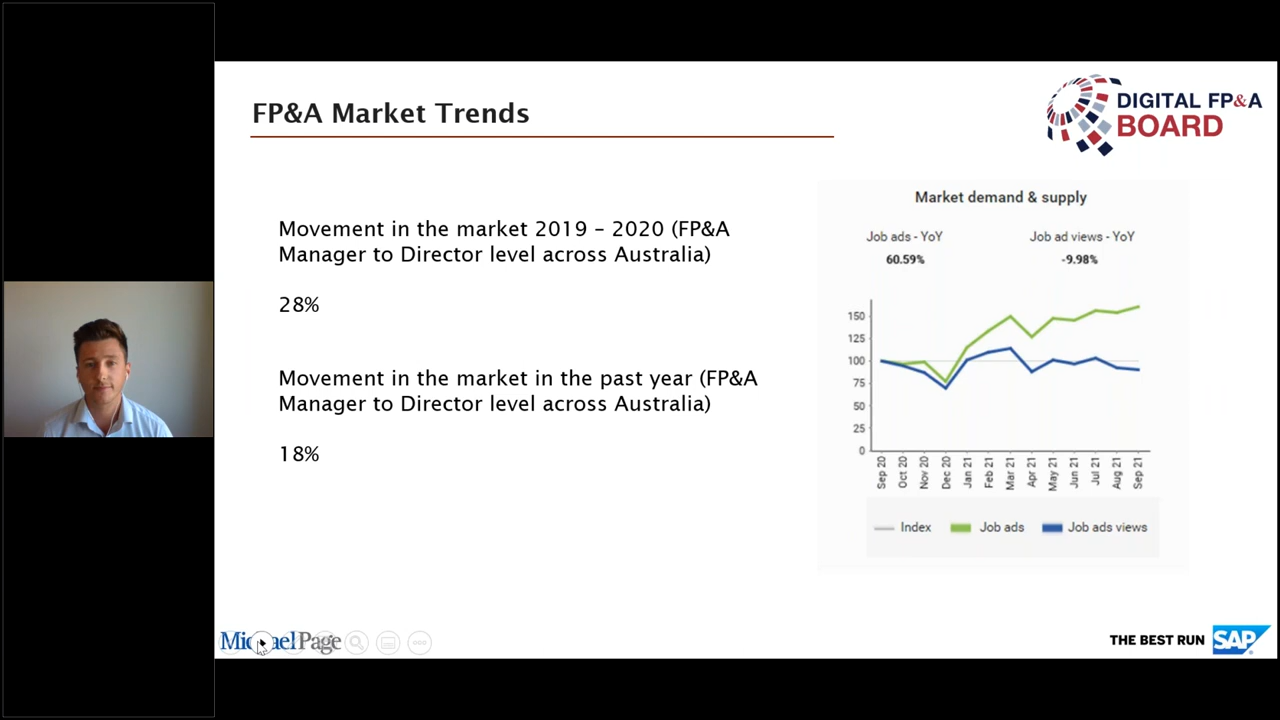 FP&A Market Trends
DIGITAL FP&A
BOARD
Movement in the market 2019 – 2020 (FP&A
Manager to Director level across Australia)
28%
Movement in the market in the past year (FP&A
Manager to Director level across Australia)
18%
Market demand & supply
Job ads - YoY
Job ad views - YoY
60.59%
-9.98%
150
125
100
75
50
25
0
Sep 20
Oct 20
Nov 20
Dec 20
Jan 21
Feb 21
Mar 21
Apr 21
May 21
Jun 21
Jul 21
Aug 21
Sep 21
Index
Job ads
Job ads views
Page
THE BEST RUN SAP